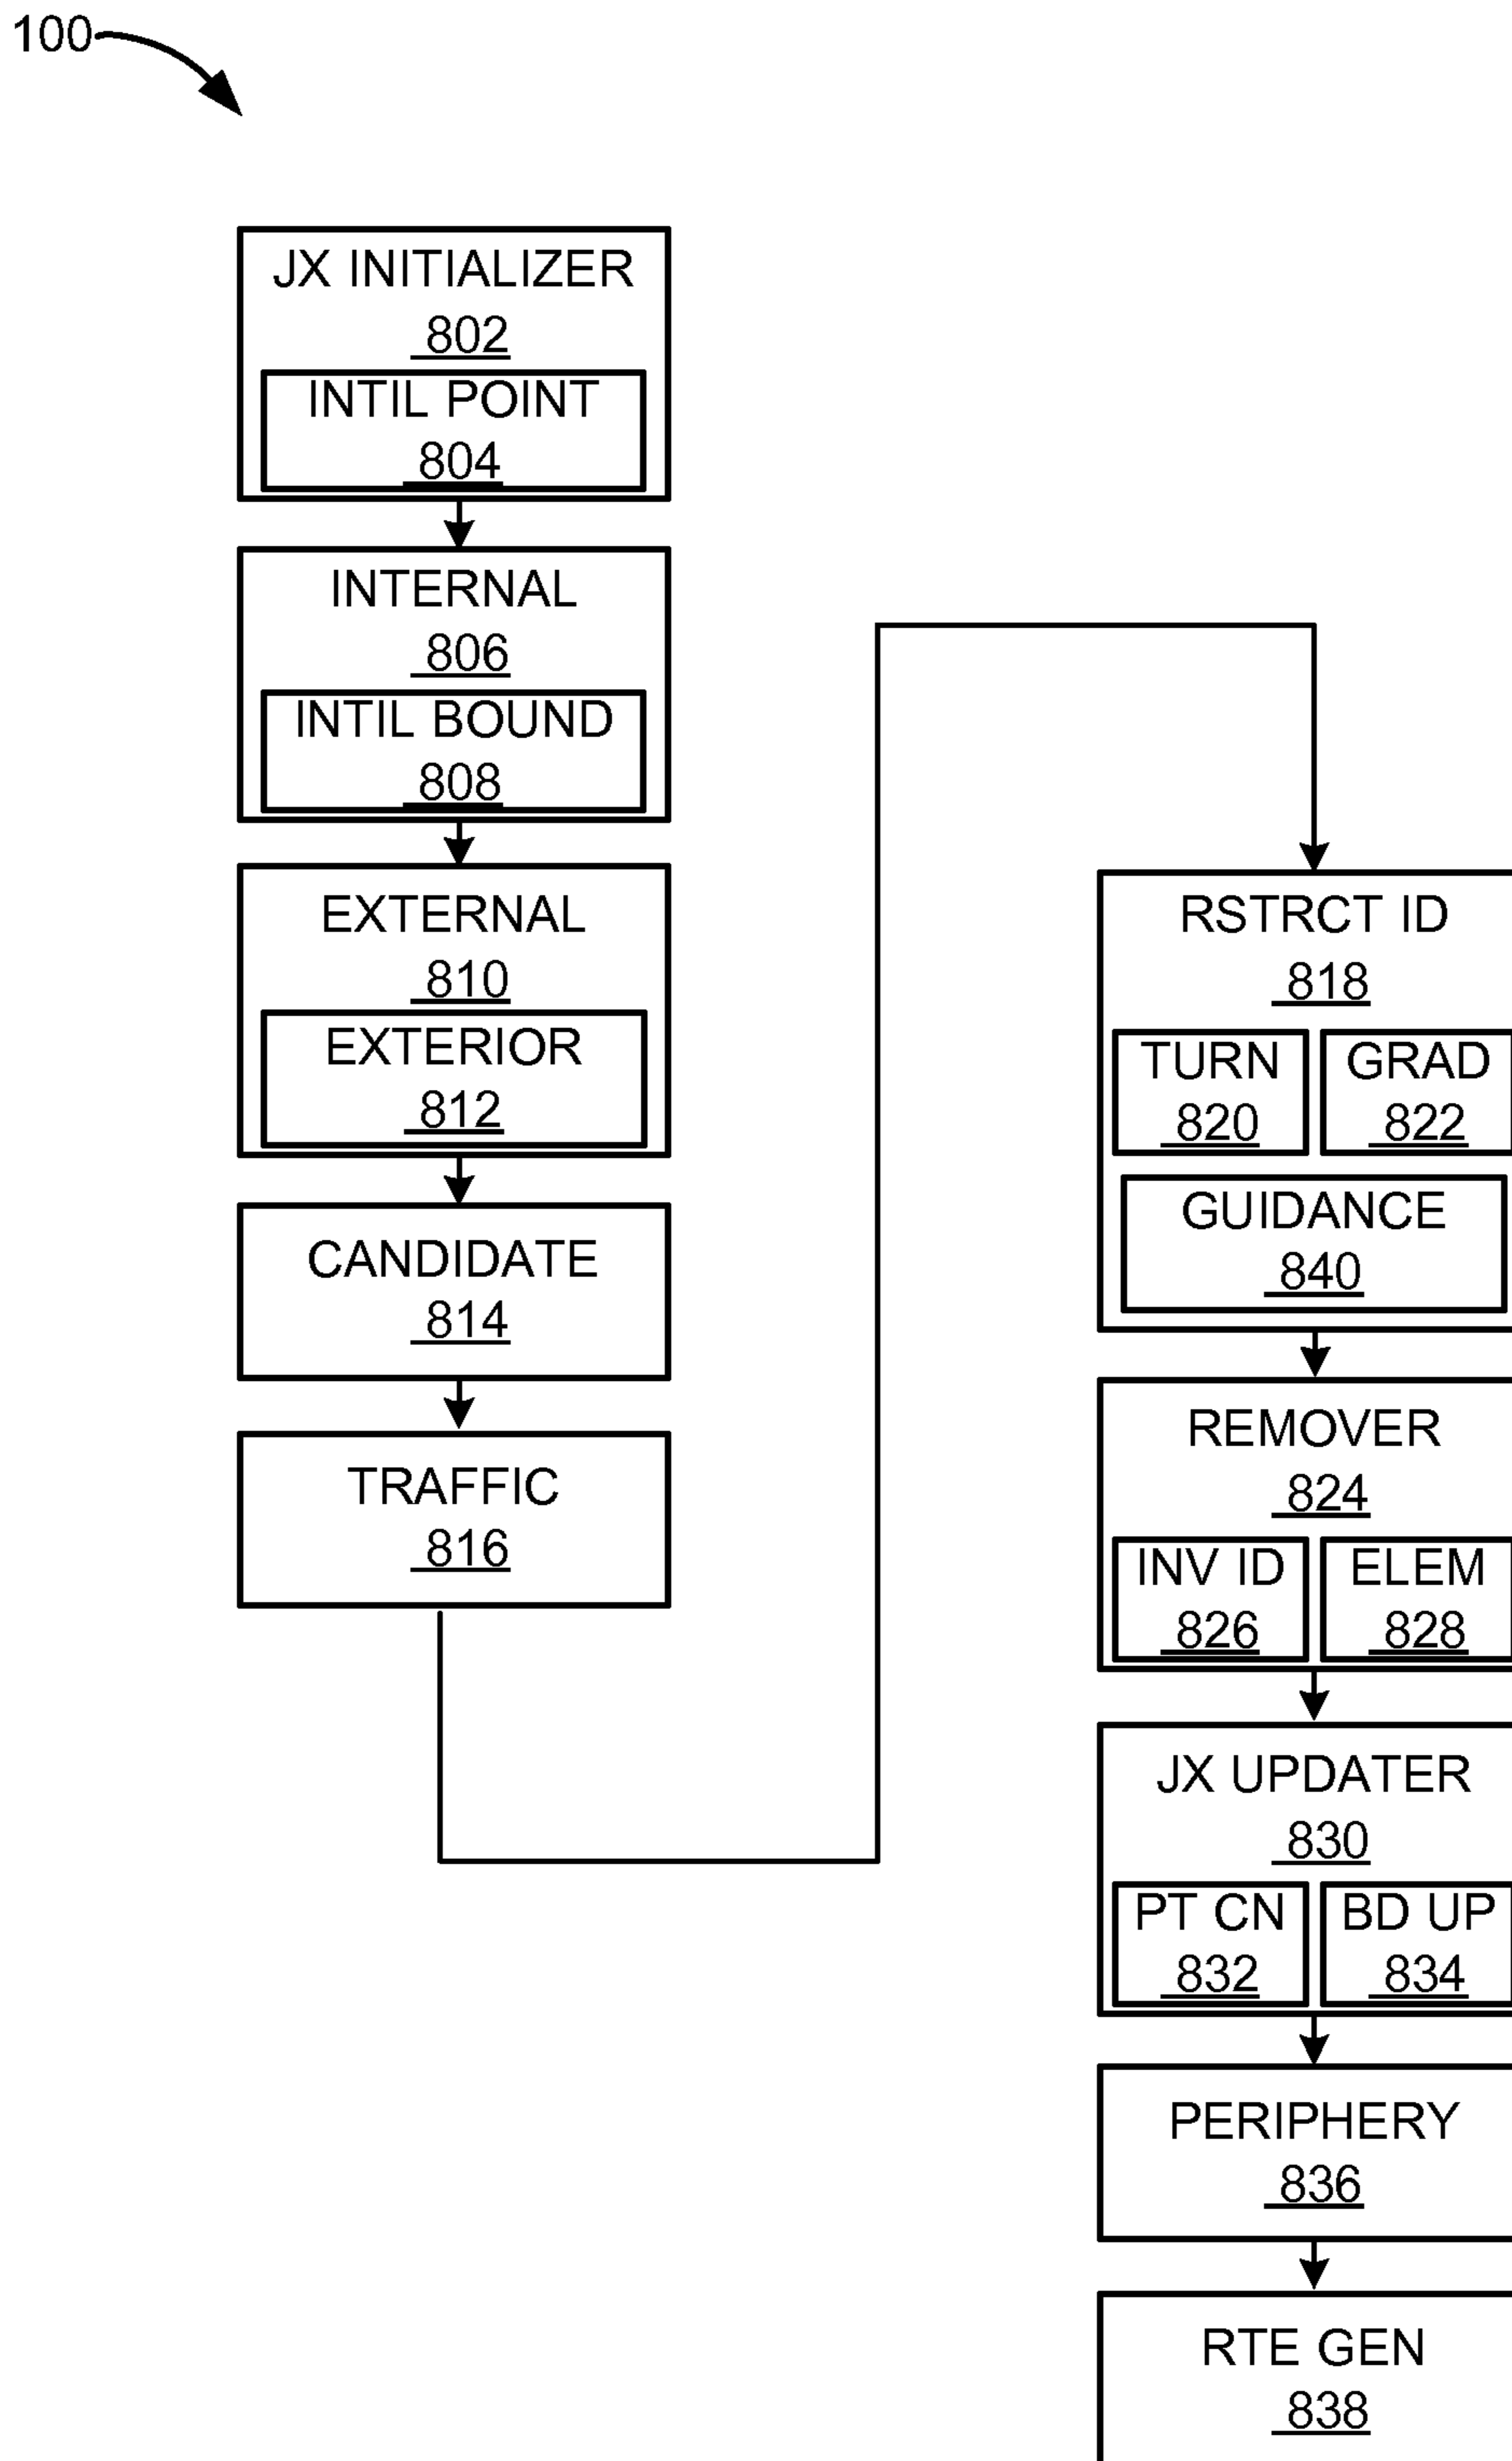 100
JX INITIALIZER
802
INTIL POINT
804
INTERNAL
806
INTIL BOUND
808
EXTERNAL
810
EXTERIOR
812
CANDIDATE
814
TRAFFIC
816
RSTRCT ID
818
TURN
820
GRAD
822
GUIDANCE
840
REMOVER
824
INV ID
826
ELEM
828
JX UPDATER
830
PT CN
832
BD UP
834
PERIPHERY
836
RTE GEN
838